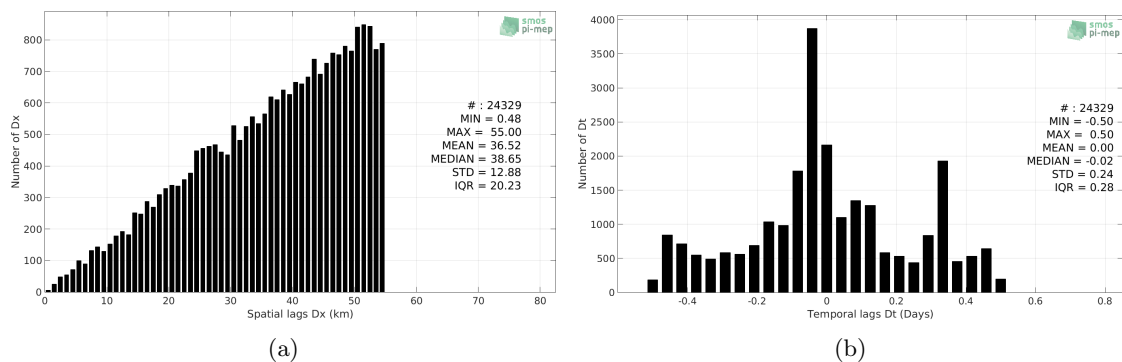 smos
pi-mep
800
700
600
500
400
300
200
100
0
Number of Dx
# : 24329
MIN = 0.48
MAX = 55.00
MEAN = 36.52
MEDIAN = 38.65
STD = 12.88
IQR = 20.23
0 10 20 30 40 50 60 70 80
Spatial lags Dx (km)
(a)
smos
pi-mep
4000
3500
3000
2500
2000
1500
1000
500
0
Number of Dt
# : 24329
MIN = -0.50
MAX = 0.50
MEAN = 0.00
MEDIAN = -0.02
STD = 0.24
IQR = 0.28
-0.4 -0.2 0 0.2 0.4 0.6 0.8
Temporal lags Dt (Days)
(b)